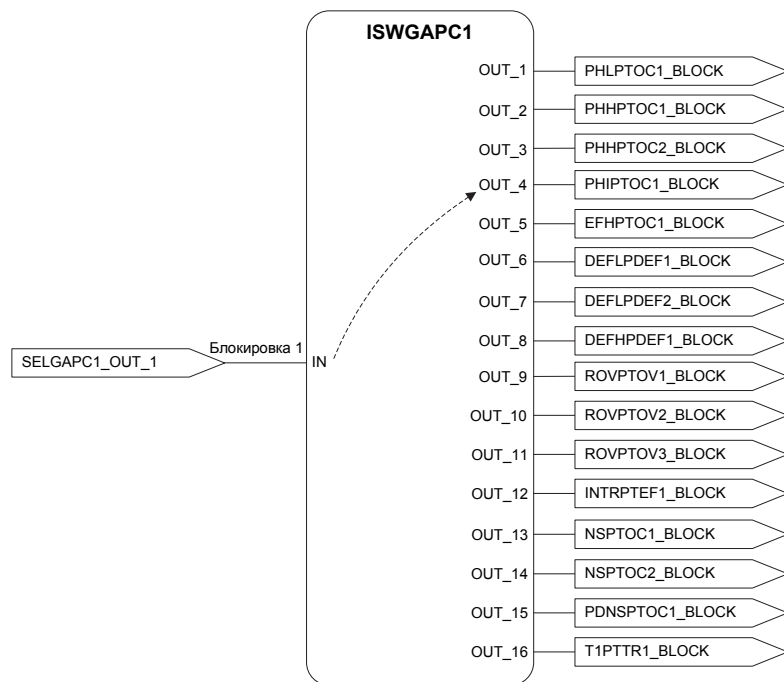 ISWGAPC1
OUT_1 PHLPTOC1_BLOCK
OUT_2 PHHPTOC1_BLOCK
OUT_3 PHHPTOC2_BLOCK
OUT_4 PHIPTOC1_BLOCK
OUT_5 EFHPTOC1_BLOCK
OUT_6 DEFLPDEF1_BLOCK
OUT_7 DEFLPDEF2_BLOCK
OUT_8 DEFHPDEF1_BLOCK
SELGAPC1_OUT_1 Блокировка 1 IN
OUT_9 ROVPTOV1_BLOCK
OUT_10 ROVPTOV2_BLOCK
OUT_11 ROVPTOV3_BLOCK
OUT_12 INTRPTEF1_BLOCK
OUT_13 NSPTOC1_BLOCK
OUT_14 NSPTOC2_BLOCK
OUT_15 PDNSPTOC1_BLOCK
OUT_16 T1PTTR1_BLOCK